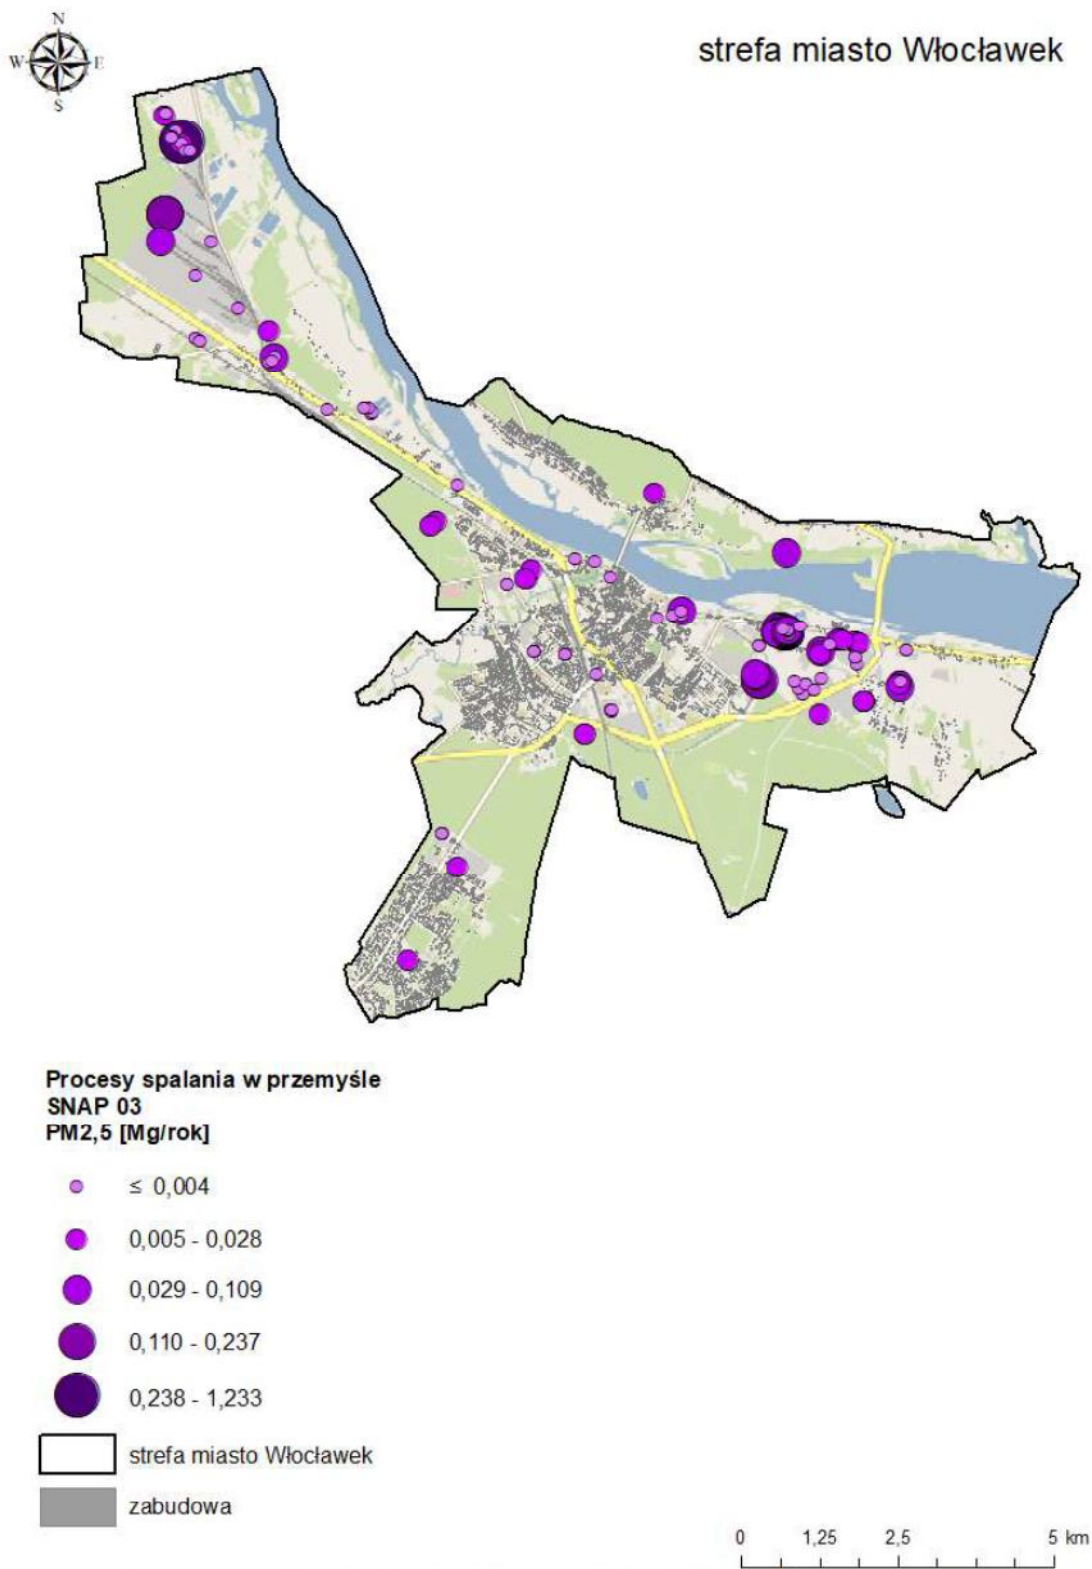 N
W
E
S
strefa miasto Włocławek
Procesy spalania w przemyśle
SNAP 03
PM2,5 [Mg/rok]
≤ 0,004
0,005 - 0,028
0,029 - 0,109
0,110 - 0,237
0,238 - 1,233
strefa miasto Włocławek
zabudowa
0 1,25 2,5 5 km